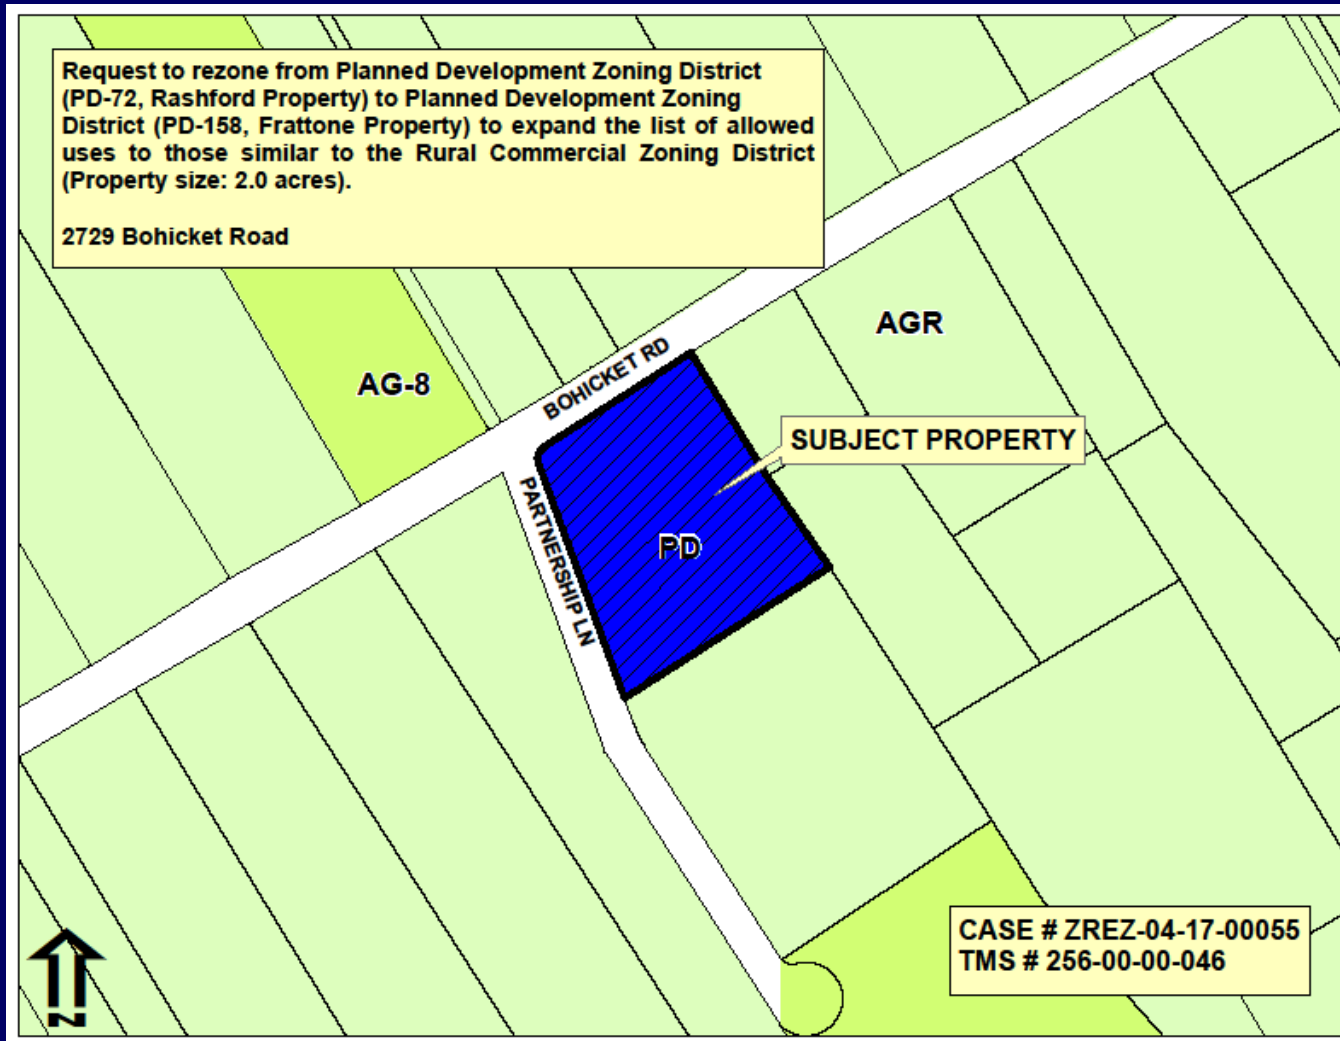 Request to rezone from Planned Development Zoning District
(PD-72, Rashford Property) to Planned Development Zoning
District (PD-158, Frattone Property) to expand the list of allowed
uses to those similar to the Rural Commercial Zoning District
(Property size: 2.0 acres).
2729 Bohicket Road
AGR
BOHICKET RD
AG-8
SUBJECT PROPERTY
PARTNERSHIP LN
PD
CASE # ZREZ-04-17-00055
TMS # 256-00-00-046
N